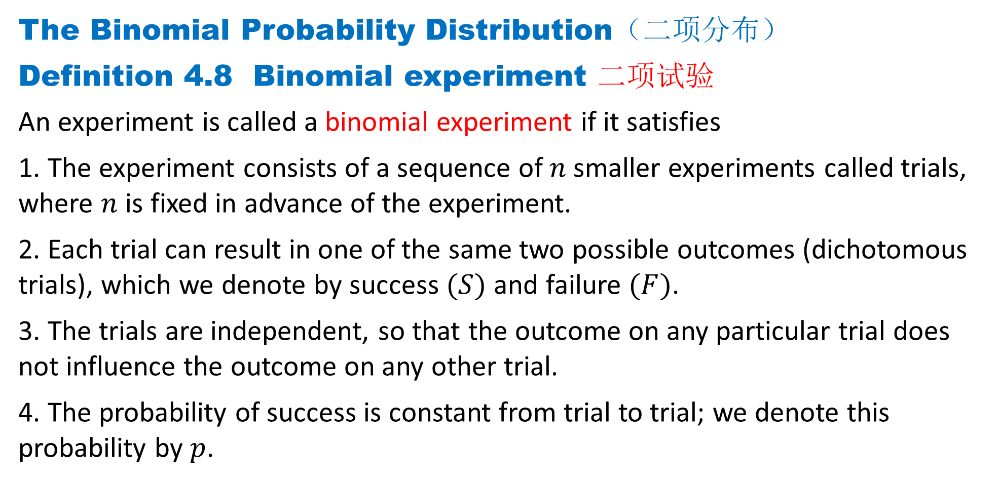 The Binomial Probability Distribution（二项分布）
Definition 4.8  Binomial experiment 二项试验
An experiment is called a binomial experiment if it satisfies
1. The experiment consists of a sequence of n smaller experiments called trials,
where n is fixed in advance of the experiment.
2. Each trial can result in one of the same two possible outcomes (dichotomous
trials), which we denote by success (S) and failure (F).
3. The trials are independent, so that the outcome on any particular trial does
not influence the outcome on any other trial.
4. The probability of success is constant from trial to trial; we denote this
probability by p.